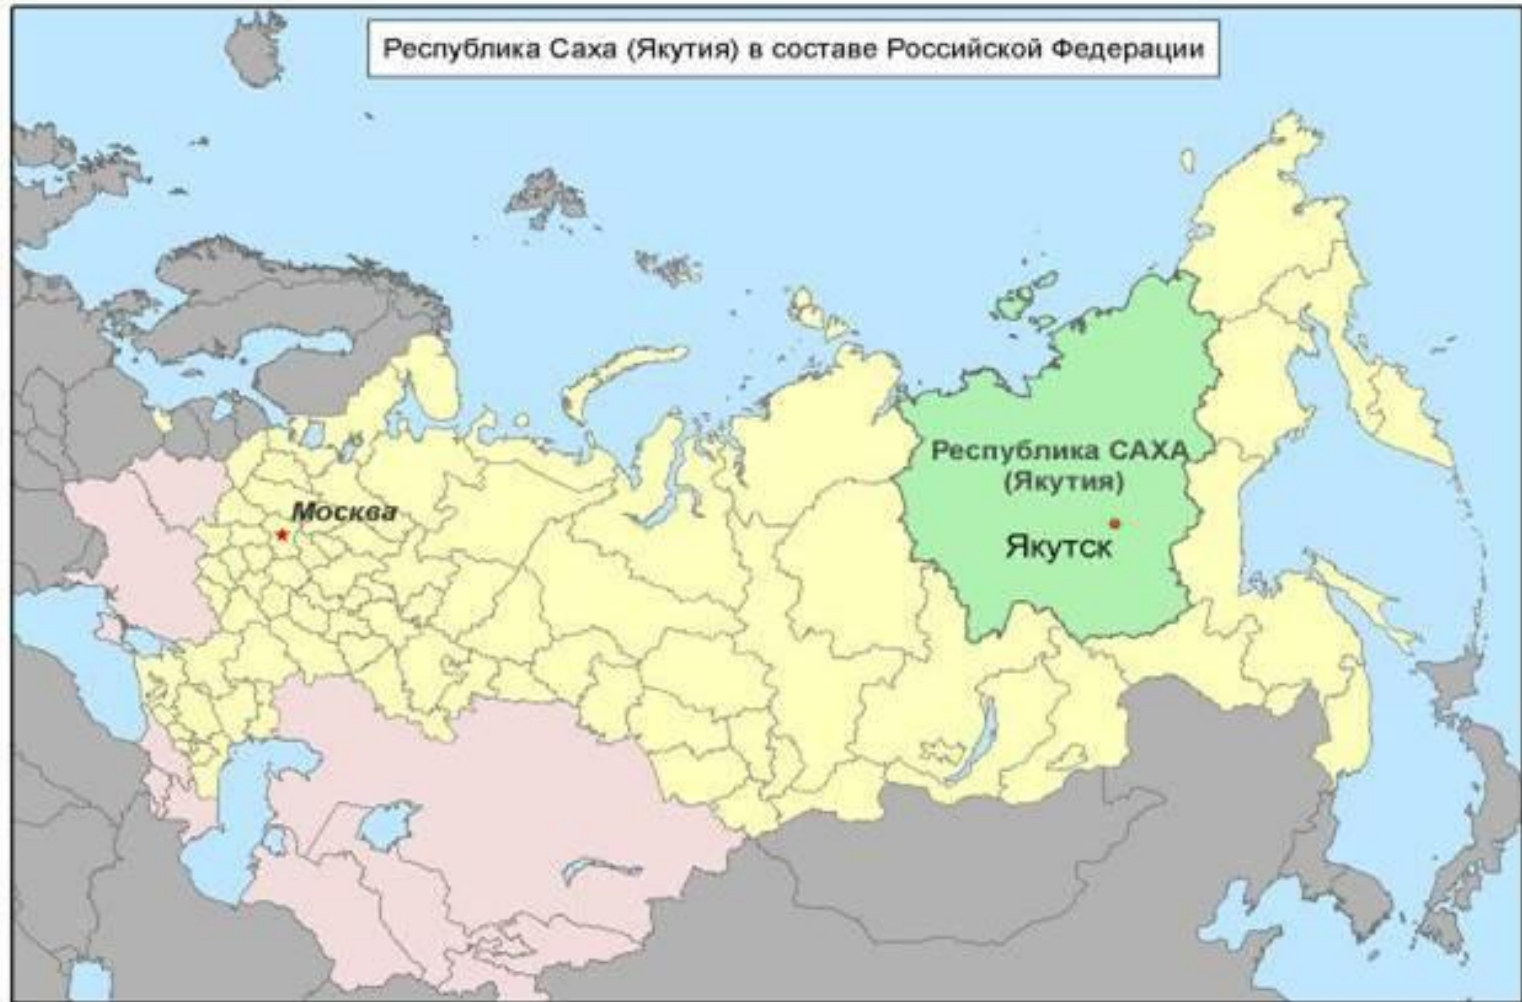 Республика Саха (Якутия) в составе Российской Федерации
Республика САХА
(Якутия)
Москва
Якутск